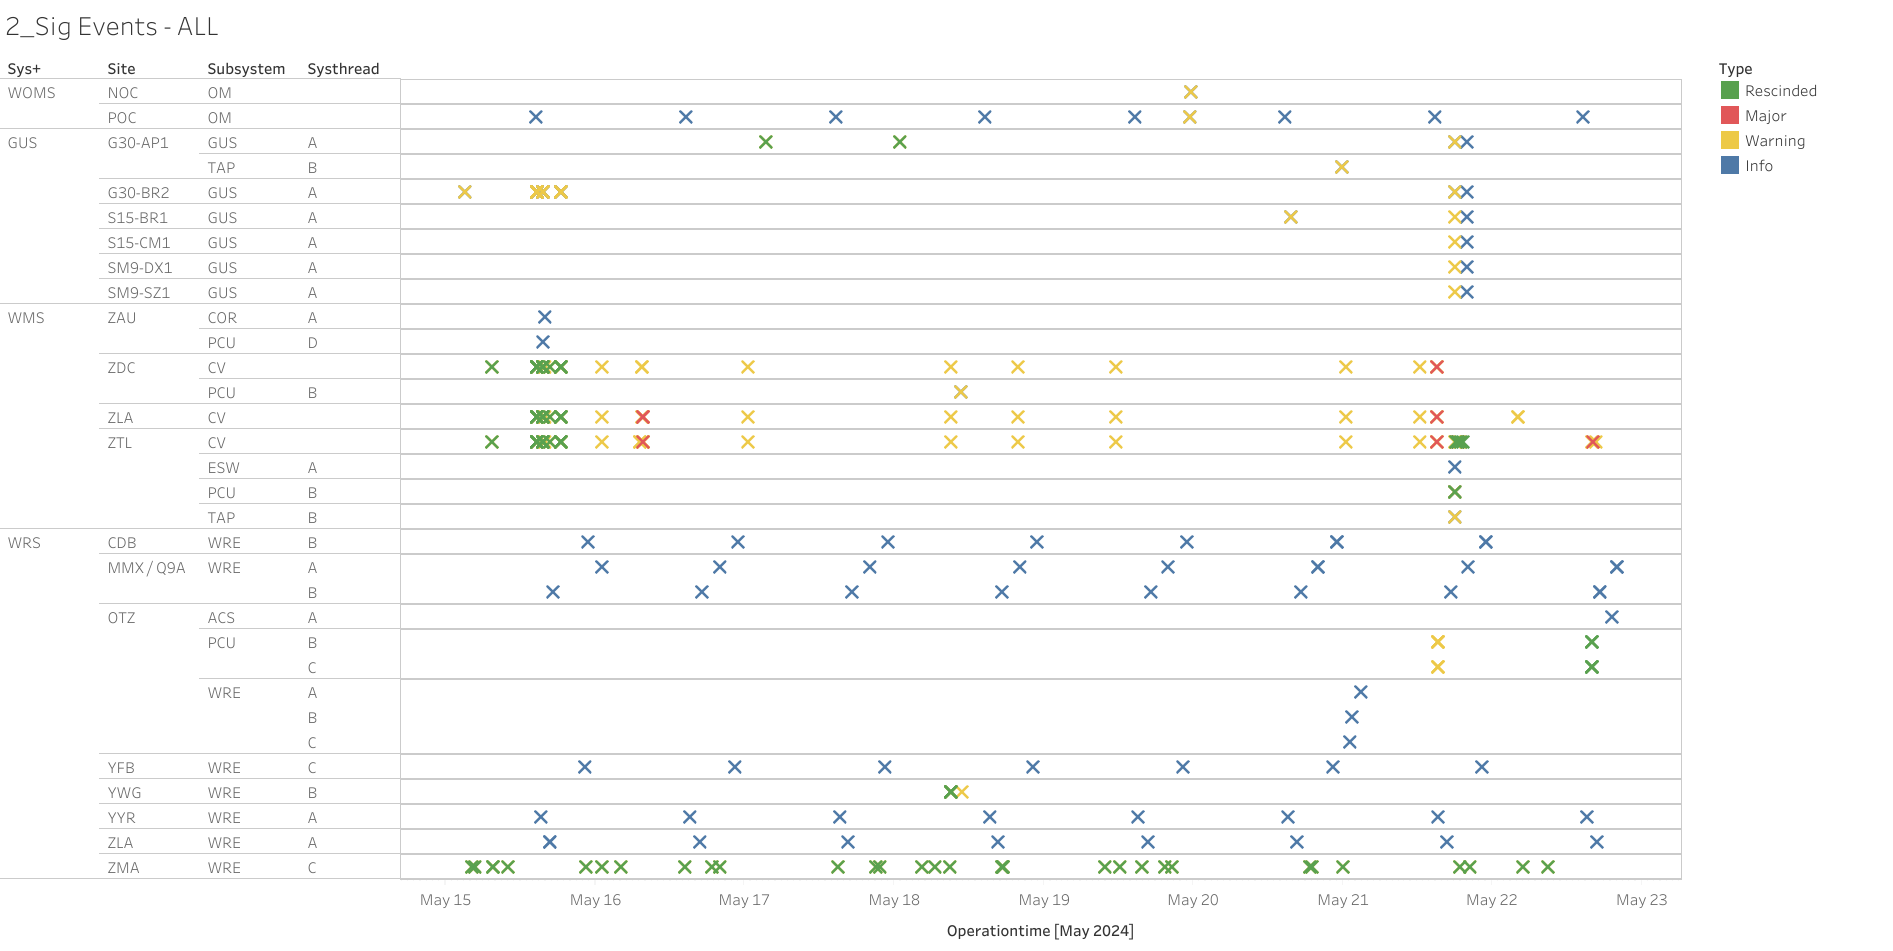 2_Sig Events - ALL
Sys+ Site Subsystem Systhread
Type
WOMS NOC OM
Rescinded
POC OM
Major
GUS G30-AP1 GUS A
Warning
TAP B
Info
G30-BR2 GUS A
S15-BR1 GUS A
S15-CM1 GUS A
SM9-DX1 GUS A
SM9-SZ1 GUS A
WMS ZAU COR A
PCU D
ZDC CV
PCU B
ZLA CV
ZTL CV
ESW A
PCU B
TAP B
WRS CDB WRE B
MMX / Q9A WRE A
B
OTZ ACS A
PCU B
C
WRE A
B
C
YFB WRE C
YWG WRE B
YYR WRE A
ZLA WRE A
ZMA WRE C
May 15 May 16 May 17 May 18 May 19 May 20 May 21 May 22 May 23
Operationtime [May 2024]